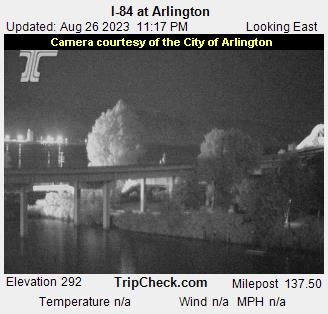 I-84 at Arlington
Updated: Aug 26 2023 11:17 PM Looking East
Camera courtesy of the City of Arlington
Elevation 292 TripCheck.com Milepost 137.50
Temperature n/a Wind n/a MPH n/a